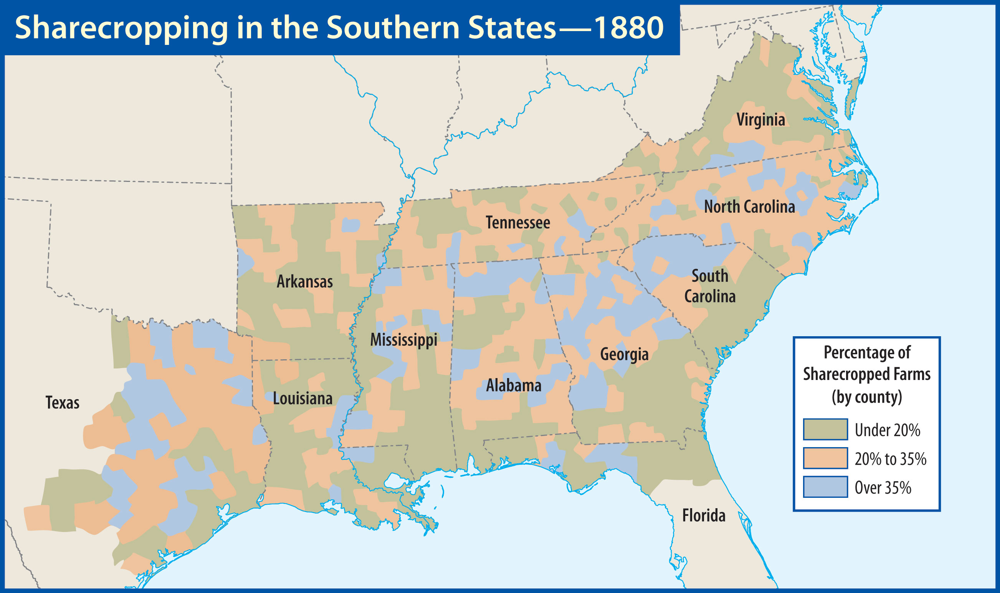 Sharecropping in the Southern States—1880
Virginia
North Carolina
Tennessee
South
Carolina
Arkansas
Mississippi
Georgia
Alabama
Louisiana
Texas
Florida
Percentage of
Sharecropped Farms
(by county)
Under 20%
20% to 35%
Over 35%